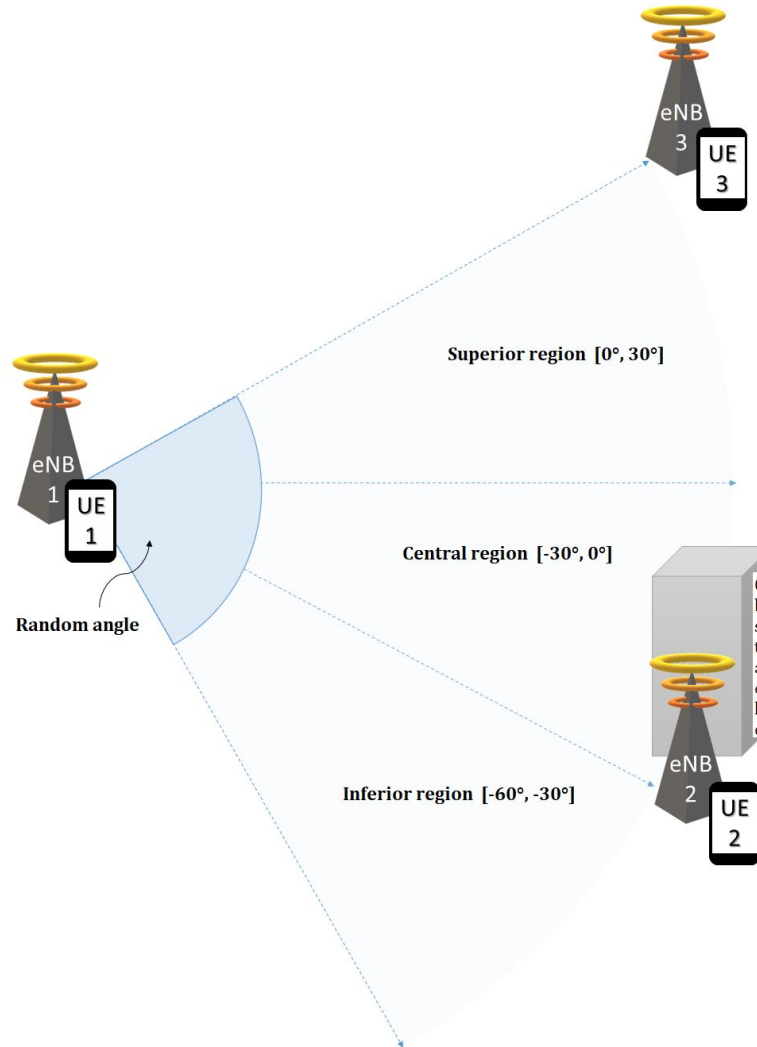 eNB
3
UE
3
Superior region [0°, 30°]
eNB
1
UE
1
Central region [-30°, 0°]
Random angle
eNB
2
Inferior region [-60°, -30°]
UE
2